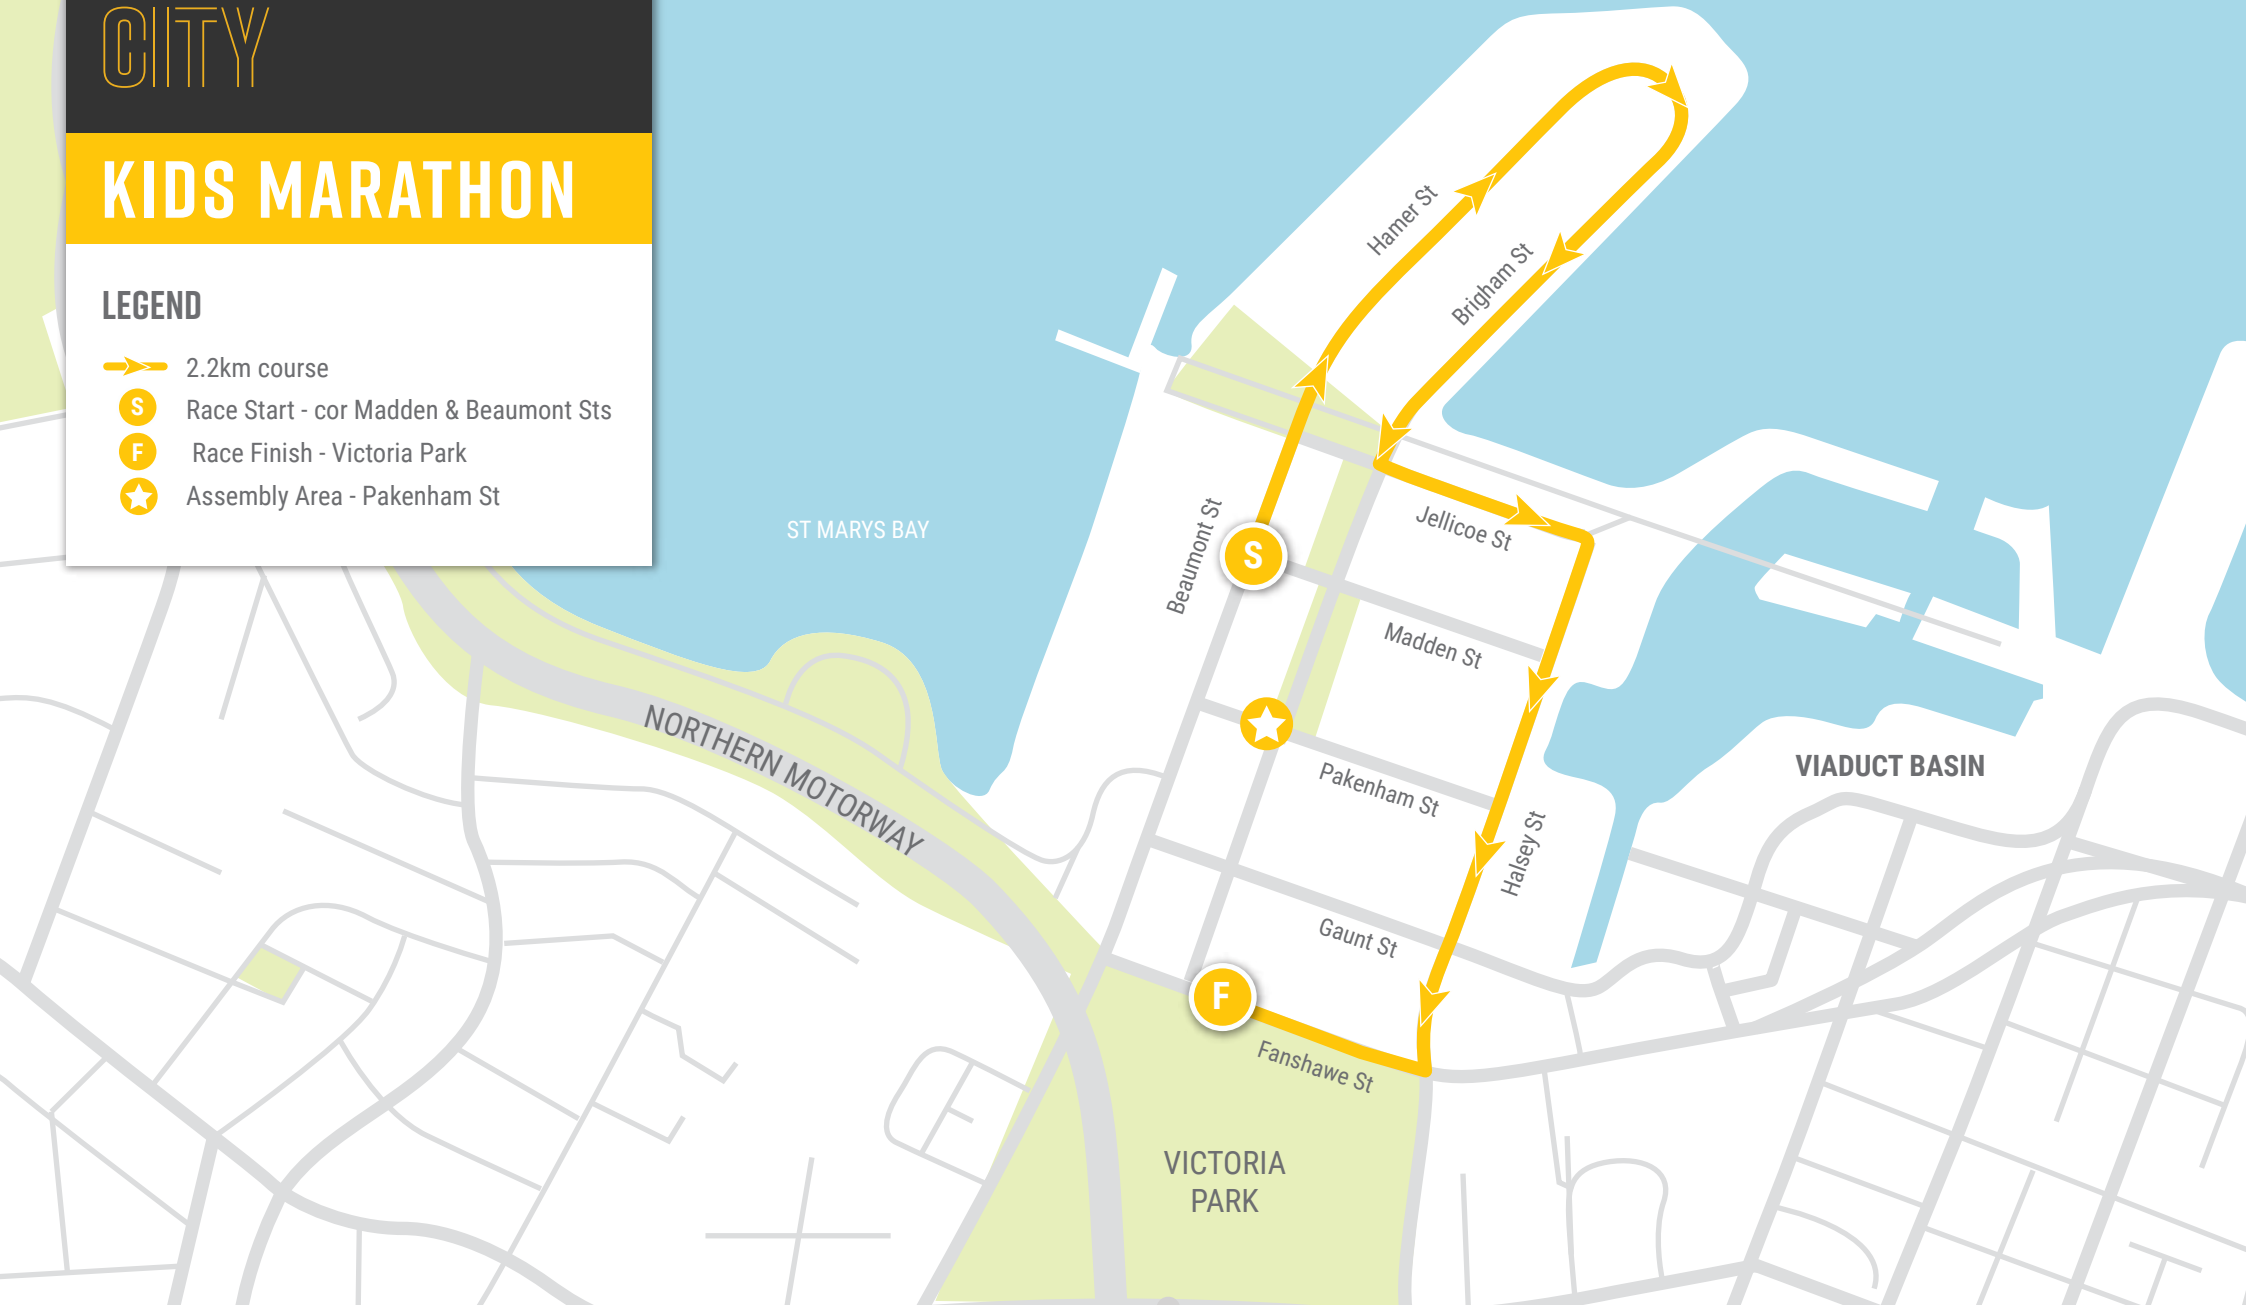 CITY
KIDS MARATHON
LEGEND
2.2km course
S
Race Start - cor Madden & Beaumont Sts
F
Race Finish - Victoria Park
Assembly Area - Pakenham St
Hamer St
Brigham St
ST MARYS BAY
Beaumont St
S
Jellicoe St
Madden St
NORTHERN MOTORWAY
Pakenham St
VIADUCT BASIN
Halsey St
Gaunt St
F
Fanshawe St
VICTORIA
PARK